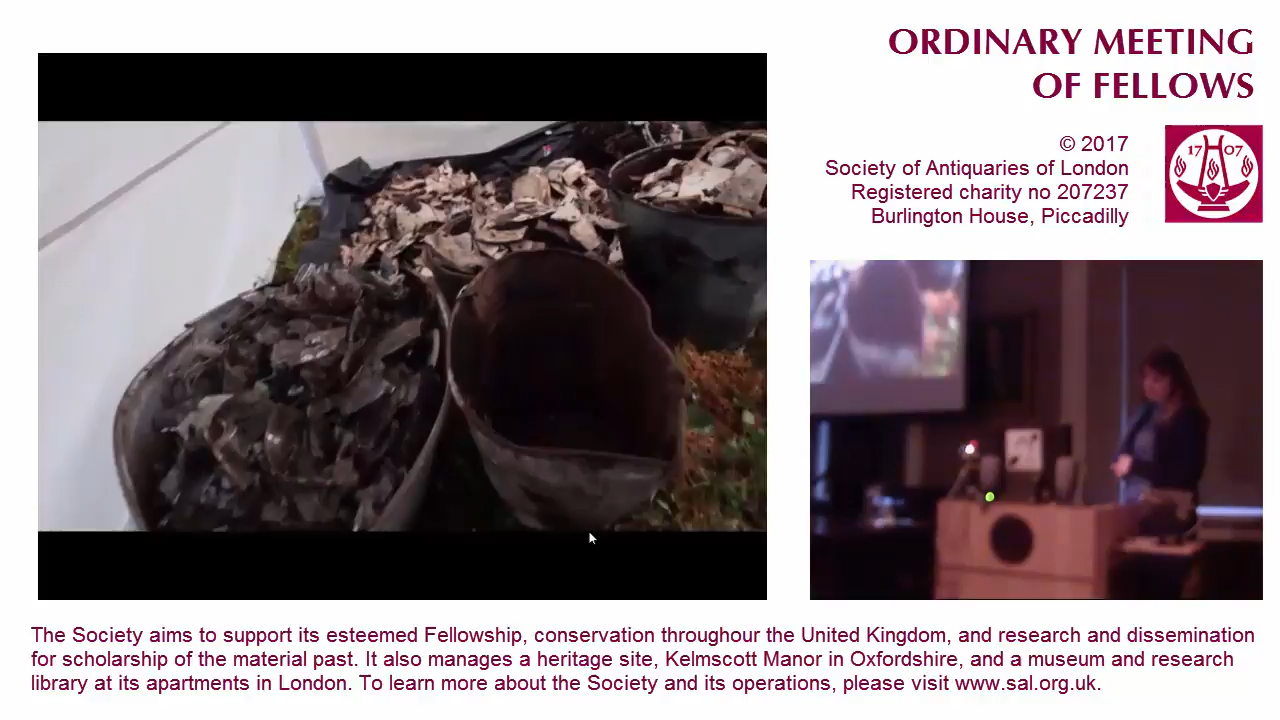 ORDINARY MEETING
OF FELLOWS
© 2017
Society of Antiquaries of London
Registered charity no 207237
Burlington House, Piccadilly
17 07
The Society aims to support its esteemed Fellowship, conservation throughour the United Kingdom, and research and dissemination
for scholarship of the material past. It also manages a heritage site, Kelmscott Manor in Oxfordshire, and a museum and research
library at its apartments in London. To learn more about the Society and its operations, please visit www.sal.org.uk.